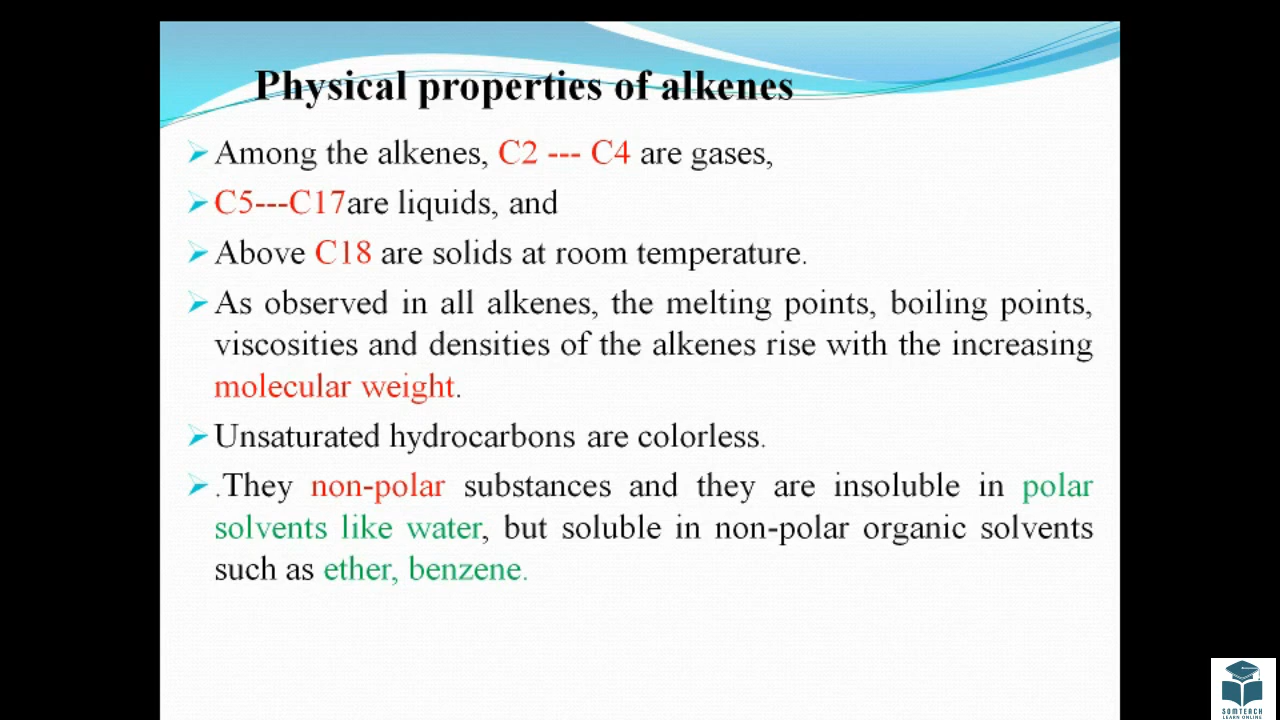 Physical properties of alkenes
Among the alkenes, C2 --- C4 are gases,
C5---C17are liquids, and
Above C18 are solids at room temperature.
As observed in all alkenes, the melting points, boiling points,
viscosities and densities of the alkenes rise with the increasing
molecular weight.
Unsaturated hydrocarbons are colorless.
.They non-polar substances and they are insoluble in polar
solvents like water, but soluble in non-polar organic solvents
such as ether, benzene.
SOMTEACH
LEARN ONLINE